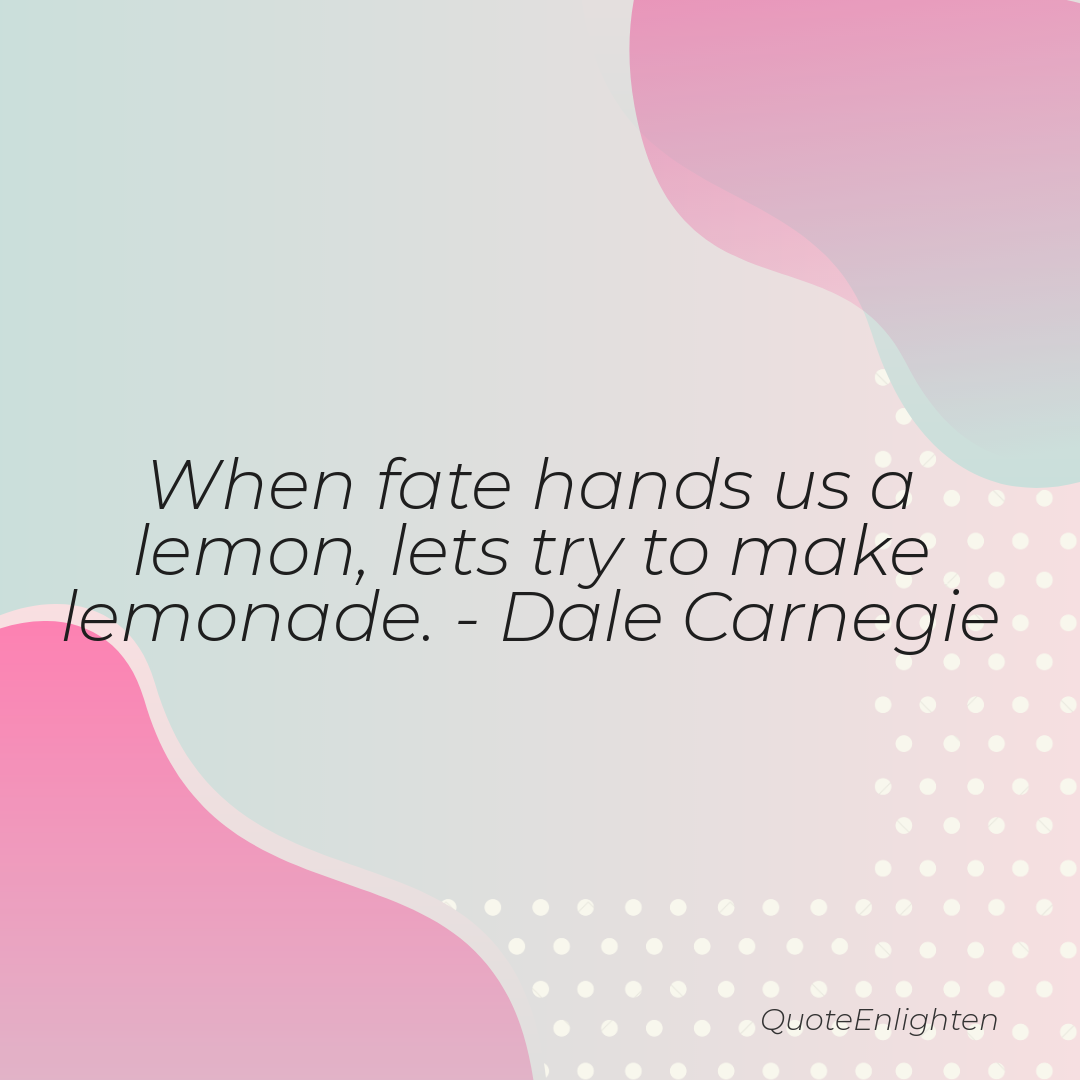 When fate hands us a
lemon, lets try to make
lemonade. - Dale Carnegie
QuoteEnlighten